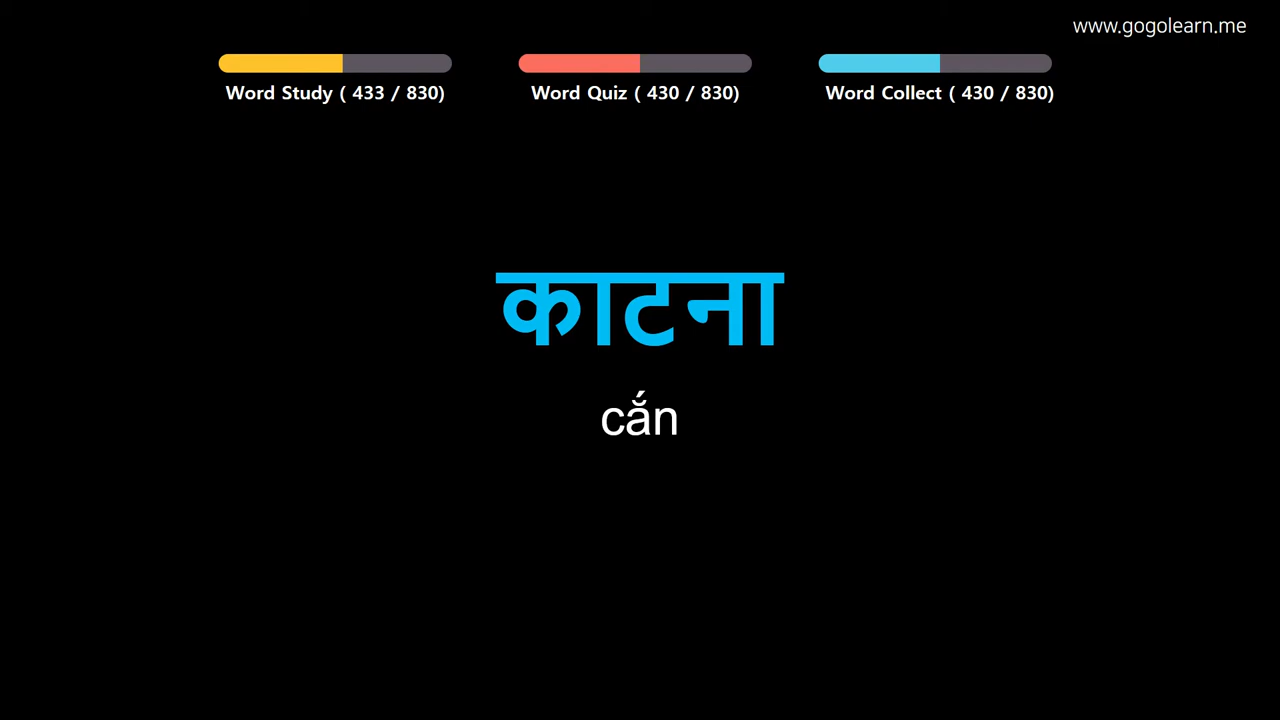 www.gogolearn.me
Word Study ( 433 / 830)
Word Quiz ( 430 / 830)
Word Collect ( 430 / 830)
काटना
cắn